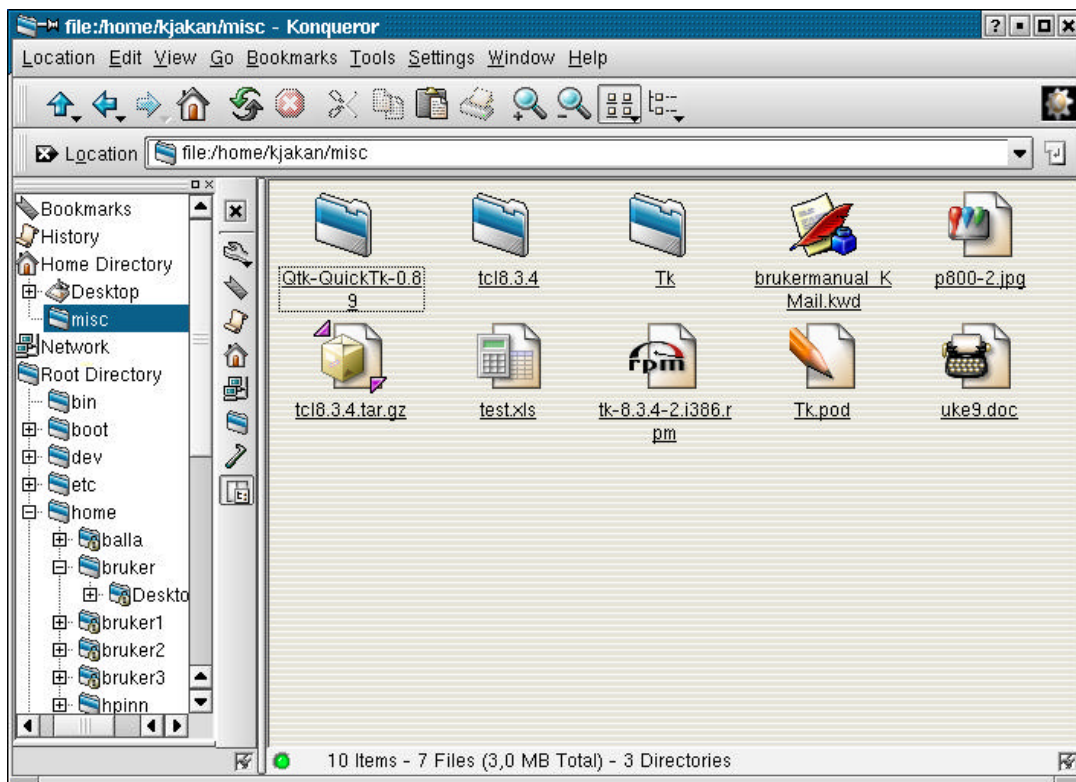 file:/home/kjakan/misc - Konqueror
Location Edit View Go Bookmarks Tools Settings Window Help
Location file:/home/kjakan/misc
Bookmarks
History
Home Directory
Desktop
misc
Network
Root Directory
bin
boot
dev
etc
home
balla
bruker
Deskto
bruker1
bruker2
bruker3
hpinn
Qtk-QuickTk-0.8
9
tcl8.3.4
Tk
brukermanual_K
Mail.kwd
p800-2.jpg
tcl8.3.4.tar.gz
test.xls
rpm
tk-8.3.4-2.i386.r
pm
Tk.pod
uke9.doc
10 Items - 7 Files (3,0 MB Total) - 3 Directories